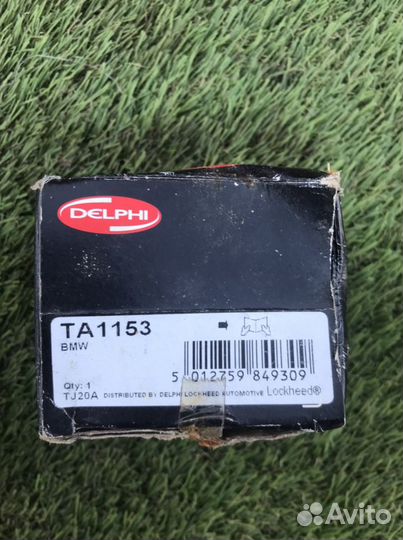 DELPHI
TA1153
BMW
5 012759 849309
Qty: 1
TJ20A DISTRIBUTED BY DELPHI LOCKHEED AUTOMOTIVE Lockheed®
Avito